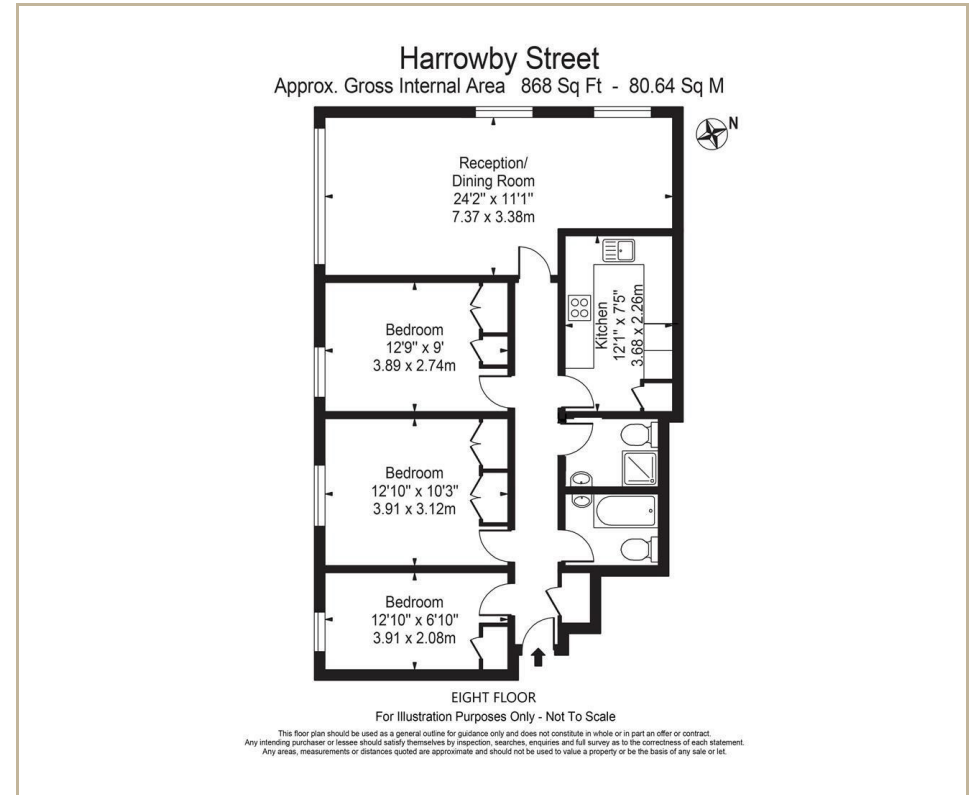 Harrowby Street
Approx. Gross Internal Area 868 Sq Ft - 80.64 Sq M
N
Reception/
Dining Room
24'2" x 11'1"
7.37 x 3.38m
Kitchen
12'1" x 7'5"
3.68 x 2.26m
Bedroom
12'9" x 9'
3.89 x 2.74m
Bedroom
12'10" x 10'3"
3.91 x 3.12m
Bedroom
12'10" x 6'10"
3.91 x 2.08m
EIGHT FLOOR
For Illustration Purposes Only - Not To Scale
This floor plan should be used as a general outline for guidance only and does not constitute in whole or in part an offer or contract.
Any intending purchaser or lessee should satisfy themselves by inspection, searches, enquiries and full survey as to the correctness of each statement.
Any areas, measurements or distances quoted are approximate and should not be used to value a property or be the basis of any sale or let.